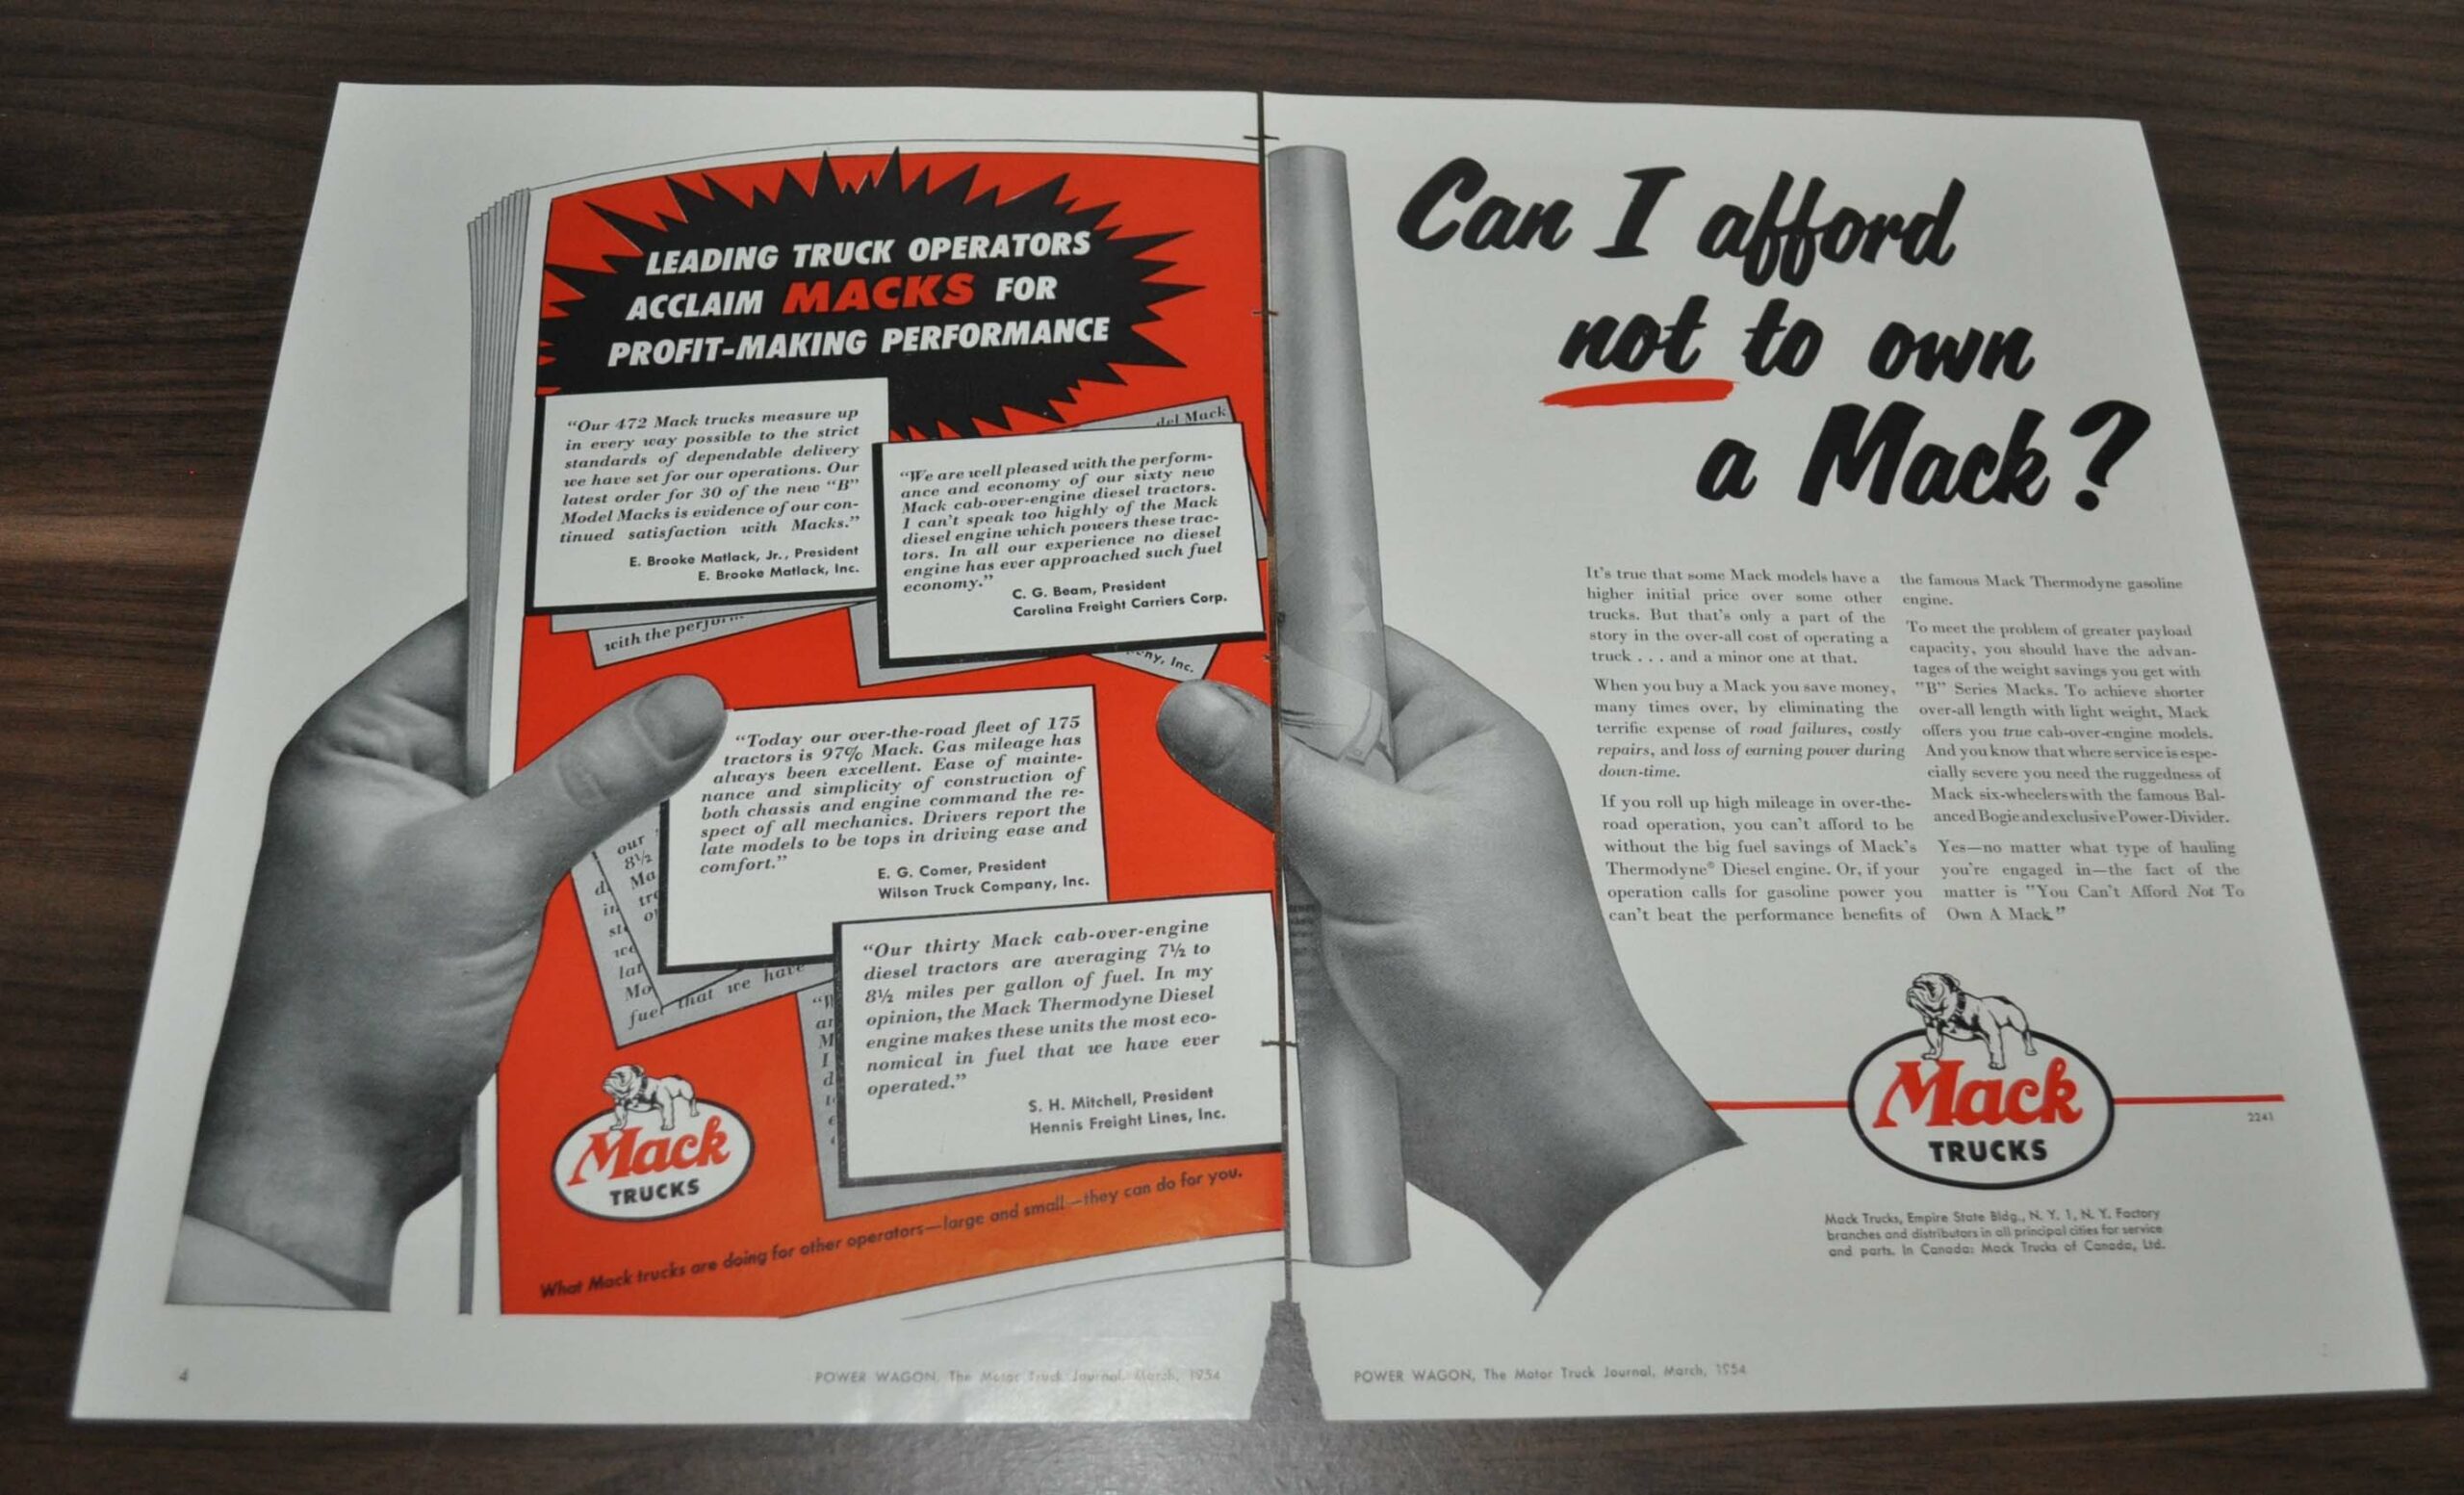 LEADING TRUCK OPERATORS
ACCLAIM MACKS FOR
PROFIT-MAKING PERFORMANCE
"Our 472 Mack trucks measure up
in every way possible to the strict
standards of dependable delivery
we have set for our operations. Our
latest order for 30 of the new "B"
Model Macks is evidence of our con-
tinued satisfaction with Macks."
E. Brooke Matlack, Jr., President
E. Brooke Matlack, Inc.
del Mack
"We are well pleased with the perform-
ance and economy of our sixty new
Mack cab-over-engine diesel tractors.
I can't speak too highly of the Mack
diesel engine which powers these trac-
tors. In all our experience no diesel
engine has ever approached such fuel
economy."
C. G. Beam, President
Carolina Freight Carriers Corp.
with the
ny, Inc.
"Today our over-the-road fleet of 175
tractors is 97% Mack. Gas mileage has
always been excellent. Ease of mainte-
nance and simplicity of construction of
both chassis and engine command the re-
spect of all mechanics. Drivers report the
late models to be tops in driving ease and
comfort."
E. G. Comer, President
Wilson Truck Company, Inc.
our
8½
Ma
lat
Mo
fuel that we have
"Our thirty Mack cab-over-engine
diesel tractors are averaging 7½ to
8½ miles per gallon of fuel. In my
opinion, the Mack Thermodyne Diesel
engine makes these units the most eco-
nomical in fuel that we have ever
operated."
S. H. Mitchell, President
Hennis Freight Lines, Inc.
Mack
TRUCKS
What Mack trucks are doing for other operators—large and small—they can do for you.
4
POWER WAGON, The Motor Truck Journal, March, 1954
Can I afford
not to own
a Mack?
It's true that some Mack models have a
higher initial price over some other
trucks. But that's only a part of the
story in the over-all cost of operating a
truck . . . and a minor one at that.
When you buy a Mack you save money,
many times over, by eliminating the
terrific expense of road failures, costly
repairs, and loss of earning power during
down-time.
If you roll up high mileage in over-the-
road operation, you can't afford to be
without the big fuel savings of Mack's
Thermodyne® Diesel engine. Or, if your
operation calls for gasoline power you
can't beat the performance benefits of
the famous Mack Thermodyne gasoline
engine.
To meet the problem of greater payload
capacity, you should have the advan-
tages of the weight savings you get with
"B" Series Macks. To achieve shorter
over-all length with light weight, Mack
offers you true cab-over-engine models.
And you know that where service is espe-
cially severe you need the ruggedness of
Mack six-wheelers with the famous Bal-
anced Bogie and exclusive Power-Divider.
Yes—no matter what type of hauling
you're engaged in—the fact of the
matter is "You Can't Afford Not To
Own A Mack"
Mack
TRUCKS
2241
Mack Trucks, Empire State Bldg., N. Y. 1, N. Y. Factory
branches and distributors in all principal cities for service
and parts. In Canada: Mack Trucks of Canada, Ltd.
POWER WAGON, The Motor Truck Journal, March, 1954